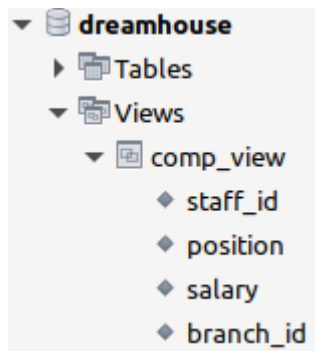 dreamhouse
Tables
Views
comp_view
staff_id
position
salary
branch_id